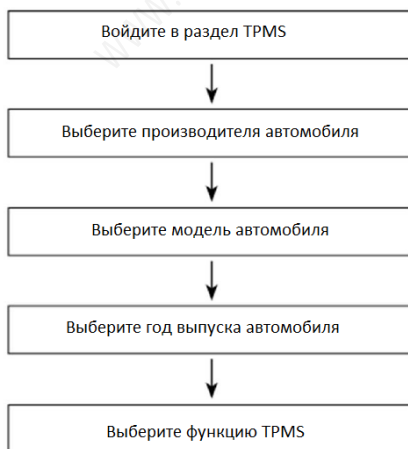 Войдите в раздел TPMS
Выберите производителя автомобиля
Выберите модель автомобиля
Выберите год выпуска автомобиля
Выберите функцию TPMS